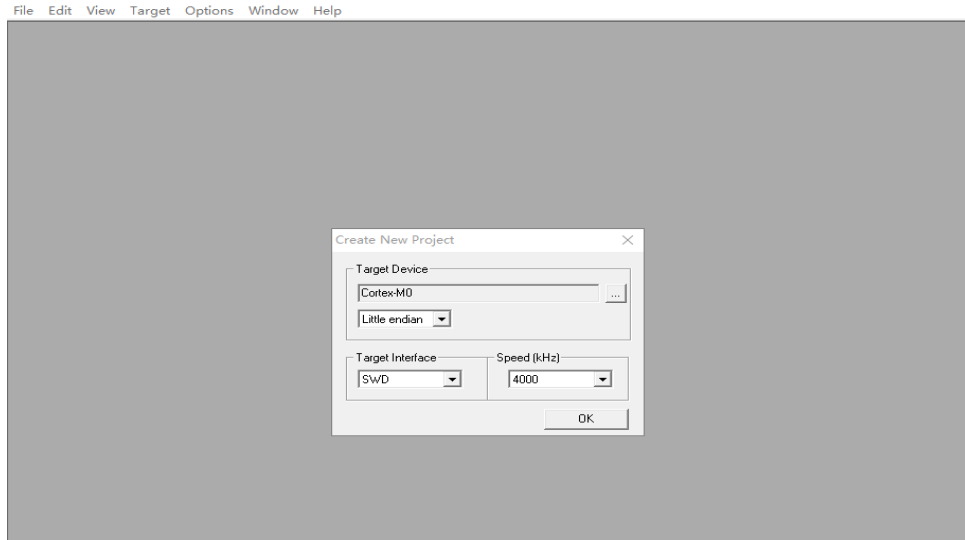 File Edit View Target Options Window Help
Create New Project
Target Device
Cortex-M0
...
Little endian
Target Interface
Speed (kHz)
SWD
4000
OK